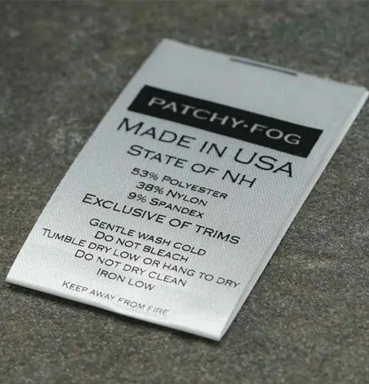 PATCHY·FOG
MADE IN USA
STATE OF NH
53% POLYESTER
38% NYLON
9% SPANDEX
EXCLUSIVE OF TRIMS
GENTLE WASH COLD
DO NOT BLEACH
TUMBLE DRY LOW OR HANG TO DRY
DO NOT DRY CLEAN
IRON LOW
KEEP AWAY FROM FIRE